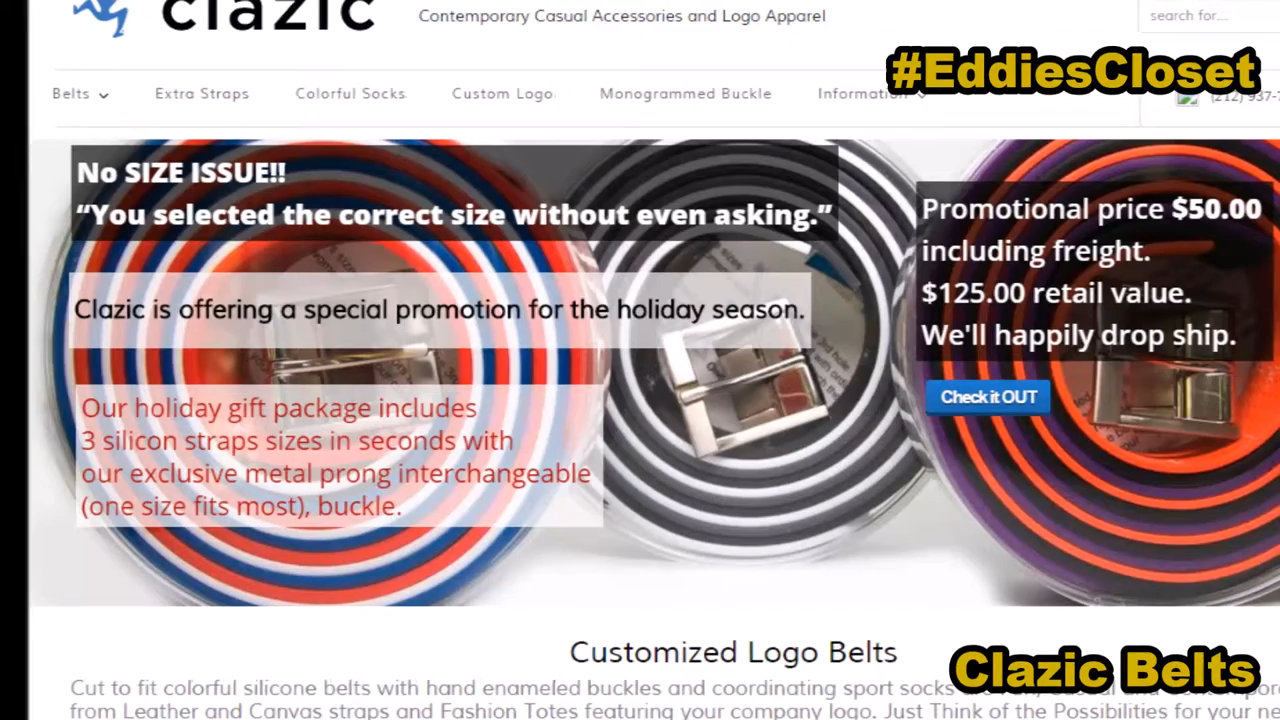 clazic
Contemporary Casual Accessories and Logo Apparel
search for...
#EddiesCloset
Belts
Extra Straps
Colorful Socks
Custom Logo
Monogrammed Buckle
Information
(212) 937-7
No SIZE ISSUE!!
“You selected the correct size without even asking.”
Promotional price $50.00
including freight.
$125.00 retail value.
We'll happily drop ship.
Check it OUT
Clazic is offering a special promotion for the holiday season.
Our holiday gift package includes
3 silicon straps sizes in seconds with
our exclusive metal prong interchangeable
(one size fits most), buckle.
Customized Logo Belts
Clazic Belts
Cut to fit colorful silicone belts with hand enameled buckles and coordinating sport socks
from Leather and Canvas straps and Fashion Totes featuring your company logo. Just Think of the Possibilities for your